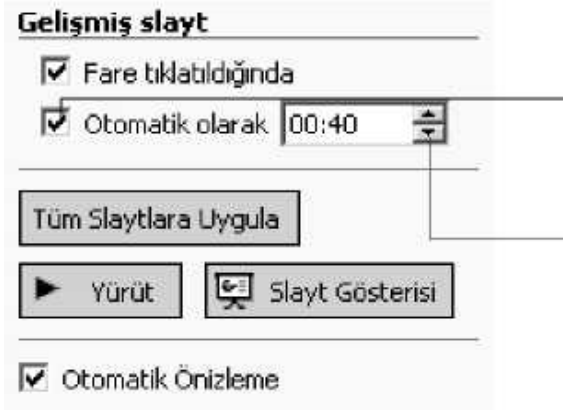 Gelişmiş slayt
Fare tıklatıldığında
Otomatik olarak 00:40
Tüm Slaytlara Uygula
Yürüt Slayt Gösterisi
Otomatik Önizleme